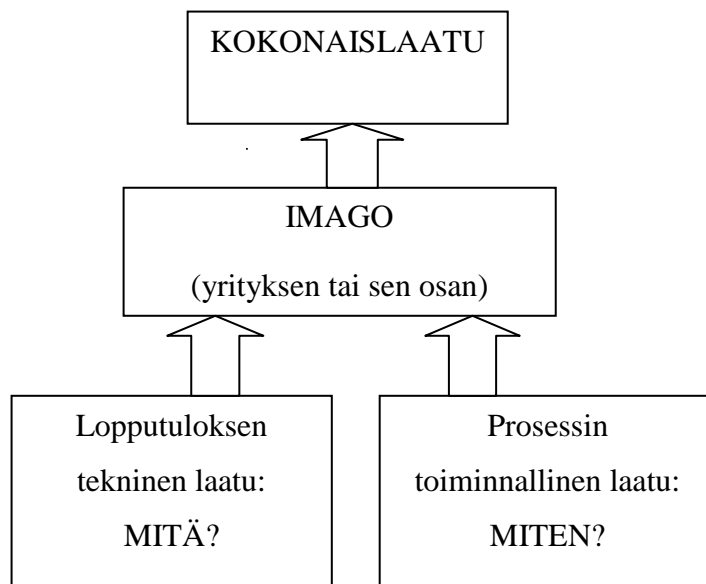 KOKONAISLAATU
IMAGO
(yrityksen tai sen osan)
Lopputuloksen
tekninen laatu:
MITÄ?
Prosessin
toiminnallinen laatu:
MITEN?